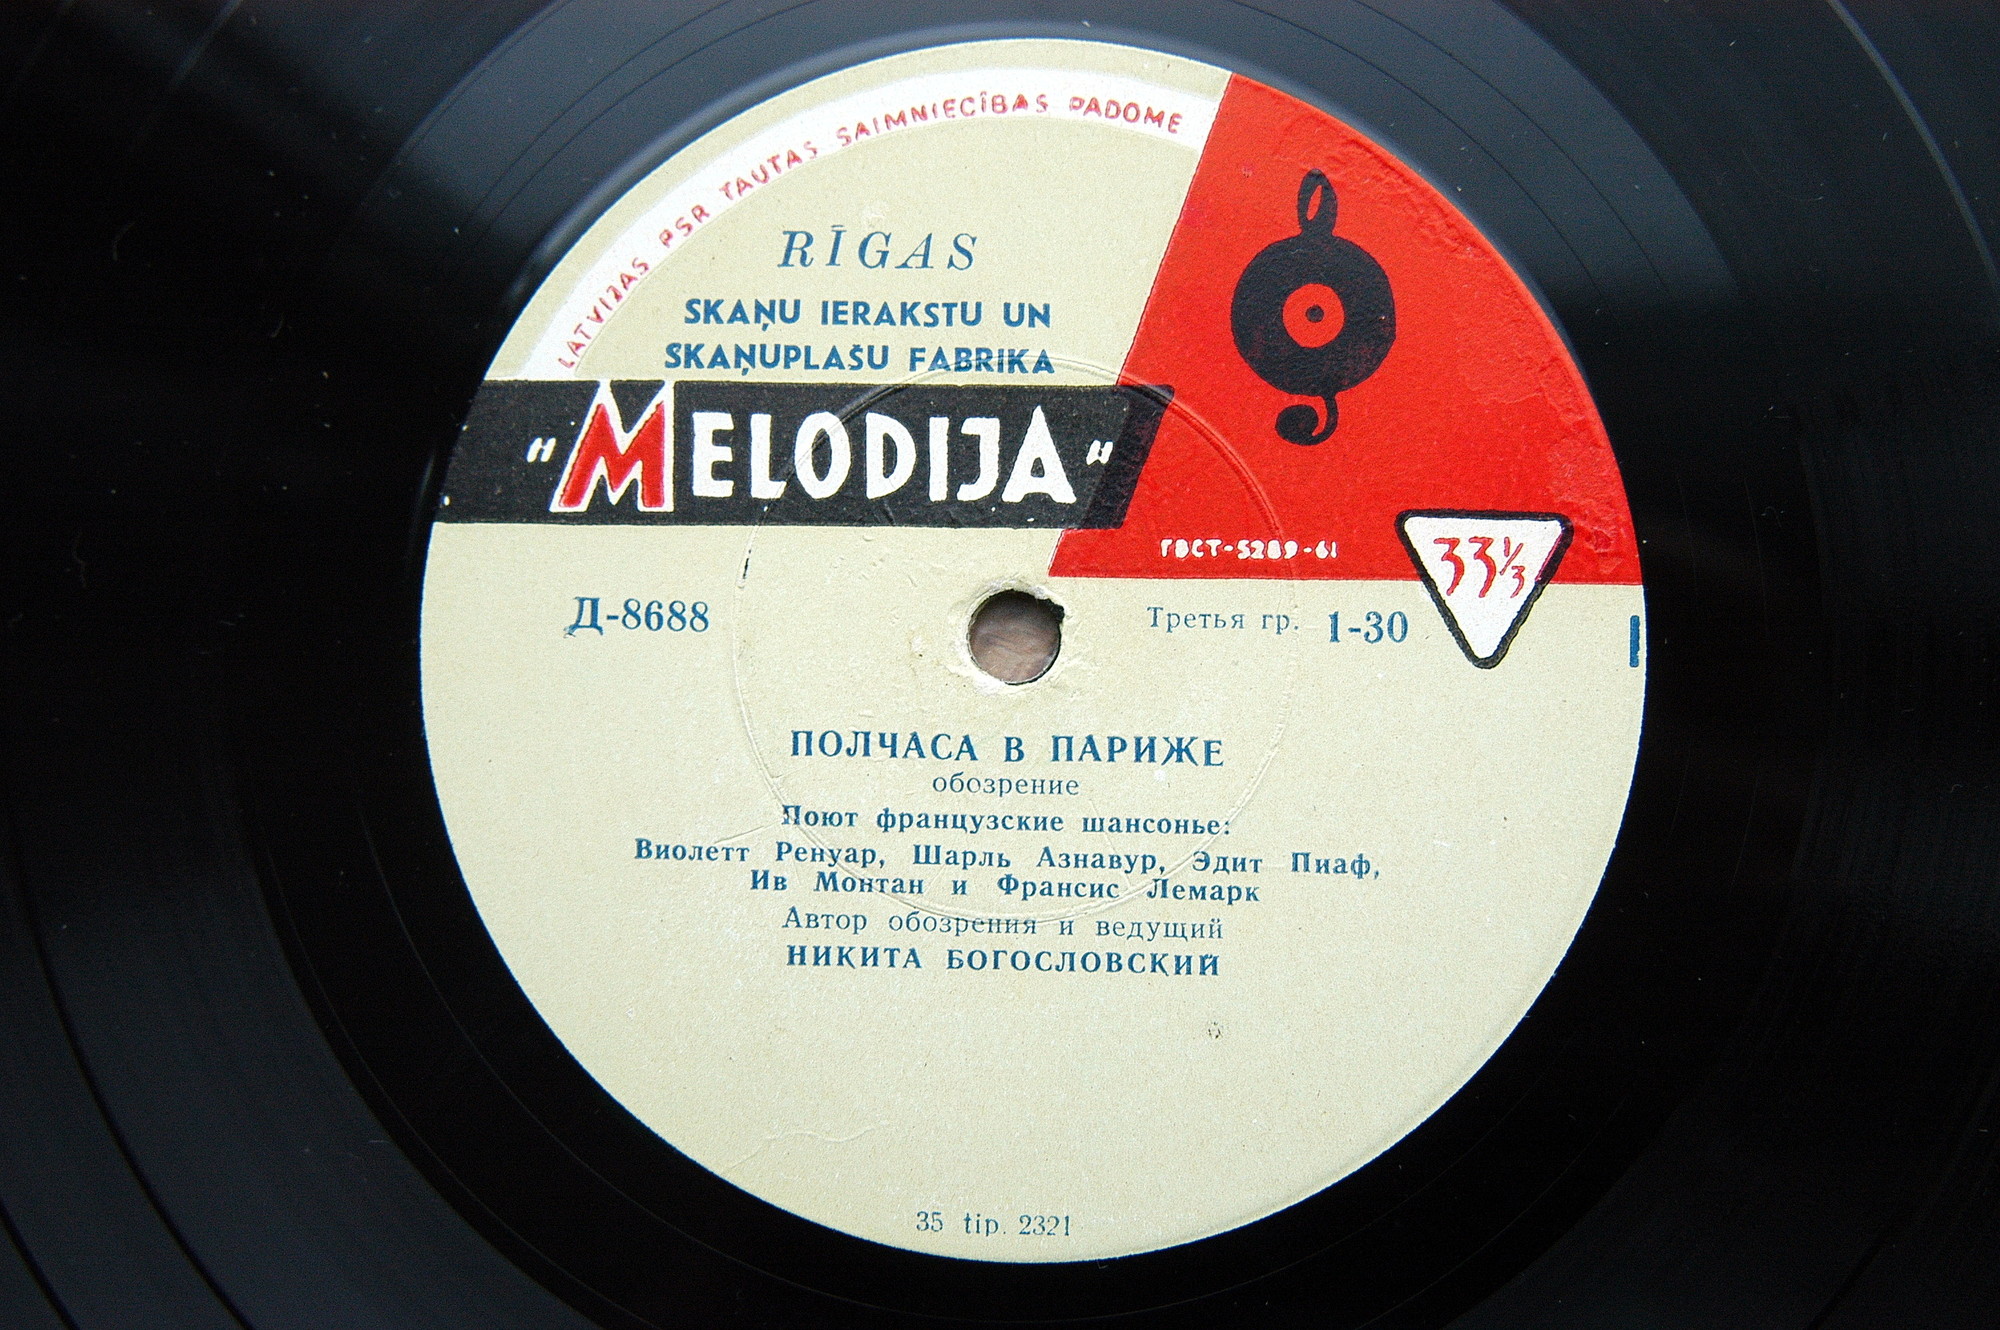 LATVIJAS PSR TAUTAS SAIMNIECĪBAS PADOME
RĪGAS
SKAŅU IERAKSTU UN
SKAŅUPLAŠU FABRIKA
"MELODIJA"
ГОСТ-5289-61
33⅓
Д-8688
Третья гр. 1-30
I
ПОЛЧАСА В ПАРИЖЕ
обозрение
Поют французские шансонье:
Виолетт Ренуар, Шарль Азнавур, Эдит Пиаф,
Ив Монтан и Франсис Лемарк
Автор обозрения и ведущий
НИКИТА БОГОСЛОВСКИЙ
35 tip. 2321